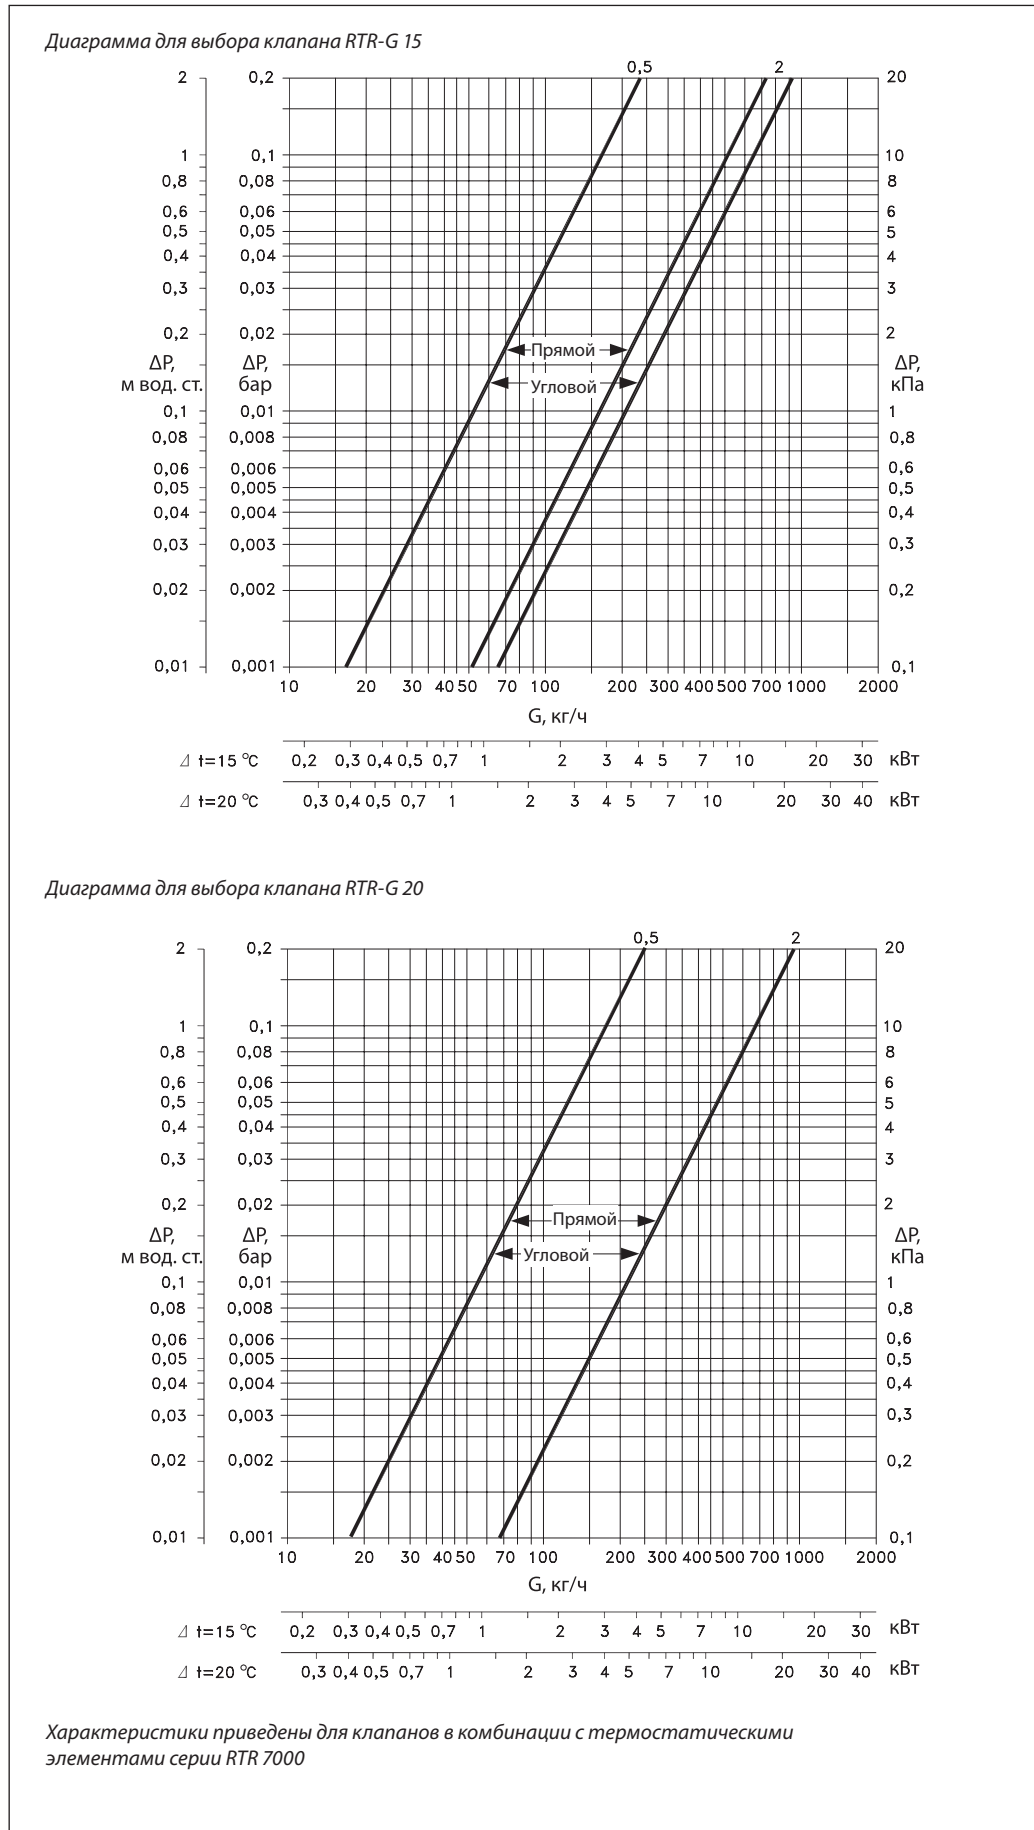 Диаграмма для выбора клапана RTR-G 15
0,5 2
2 0,2 20
1 0,1 10
0,8 0,08 8
0,6 0,06 6
0,5 0,05 5
0,4 0,04 4
0,3 0,03 3
0,2 0,02 2
Прямой
ΔP, ΔP, ΔP,
м вод. ст. бар Угловой кПа
0,1 0,01 1
0,08 0,008 0,8
0,06 0,006 0,6
0,05 0,005 0,5
0,04 0,004 0,4
0,03 0,003 0,3
0,02 0,002 0,2
0,01 0,001 0,1
10 20 30 40 50 70 100 200 300 400 500 700 1000 2000
G, кг/ч
⊿ t=15 °C 0,2 0,3 0,4 0,5 0,7 1 2 3 4 5 7 10 20 30 кВт
⊿ t=20 °C 0,3 0,4 0,5 0,7 1 2 3 4 5 7 10 20 30 40 кВт
Диаграмма для выбора клапана RTR-G 20
0,5 2
2 0,2 20
1 0,1 10
0,8 0,08 8
0,6 0,06 6
0,5 0,05 5
0,4 0,04 4
0,3 0,03 3
0,2 0,02 2
Прямой
ΔP, ΔP, ΔP,
м вод. ст. бар Угловой кПа
0,1 0,01 1
0,08 0,008 0,8
0,06 0,006 0,6
0,05 0,005 0,5
0,04 0,004 0,4
0,03 0,003 0,3
0,02 0,002 0,2
0,01 0,001 0,1
10 20 30 40 50 70 100 200 300 400 500 700 1000 2000
G, кг/ч
⊿ t=15 °C 0,2 0,3 0,4 0,5 0,7 1 2 3 4 5 7 10 20 30 кВт
⊿ t=20 °C 0,3 0,4 0,5 0,7 1 2 3 4 5 7 10 20 30 40 кВт
Характеристики приведены для клапанов в комбинации с термостатическими
элементами серии RTR 7000